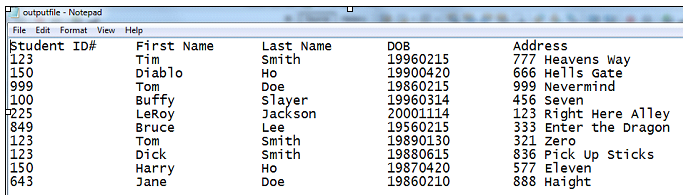 outputfile - Notepad
File Edit Format View Help
Student ID# First Name Last Name DOB Address
123 Tim Smith 19960215 777 Heavens Way
150 Diablo Ho 19900420 666 Hells Gate
999 Tom Doe 19860215 999 Nevermind
100 Buffy Slayer 19960314 456 Seven
225 LeRoy Jackson 20001114 123 Right Here Alley
849 Bruce Lee 19560215 333 Enter the Dragon
123 Tom Smith 19890130 321 Zero
123 Dick Smith 19880615 836 Pick Up Sticks
150 Harry Ho 19870420 577 Eleven
643 Jane Doe 19860210 888 Haight